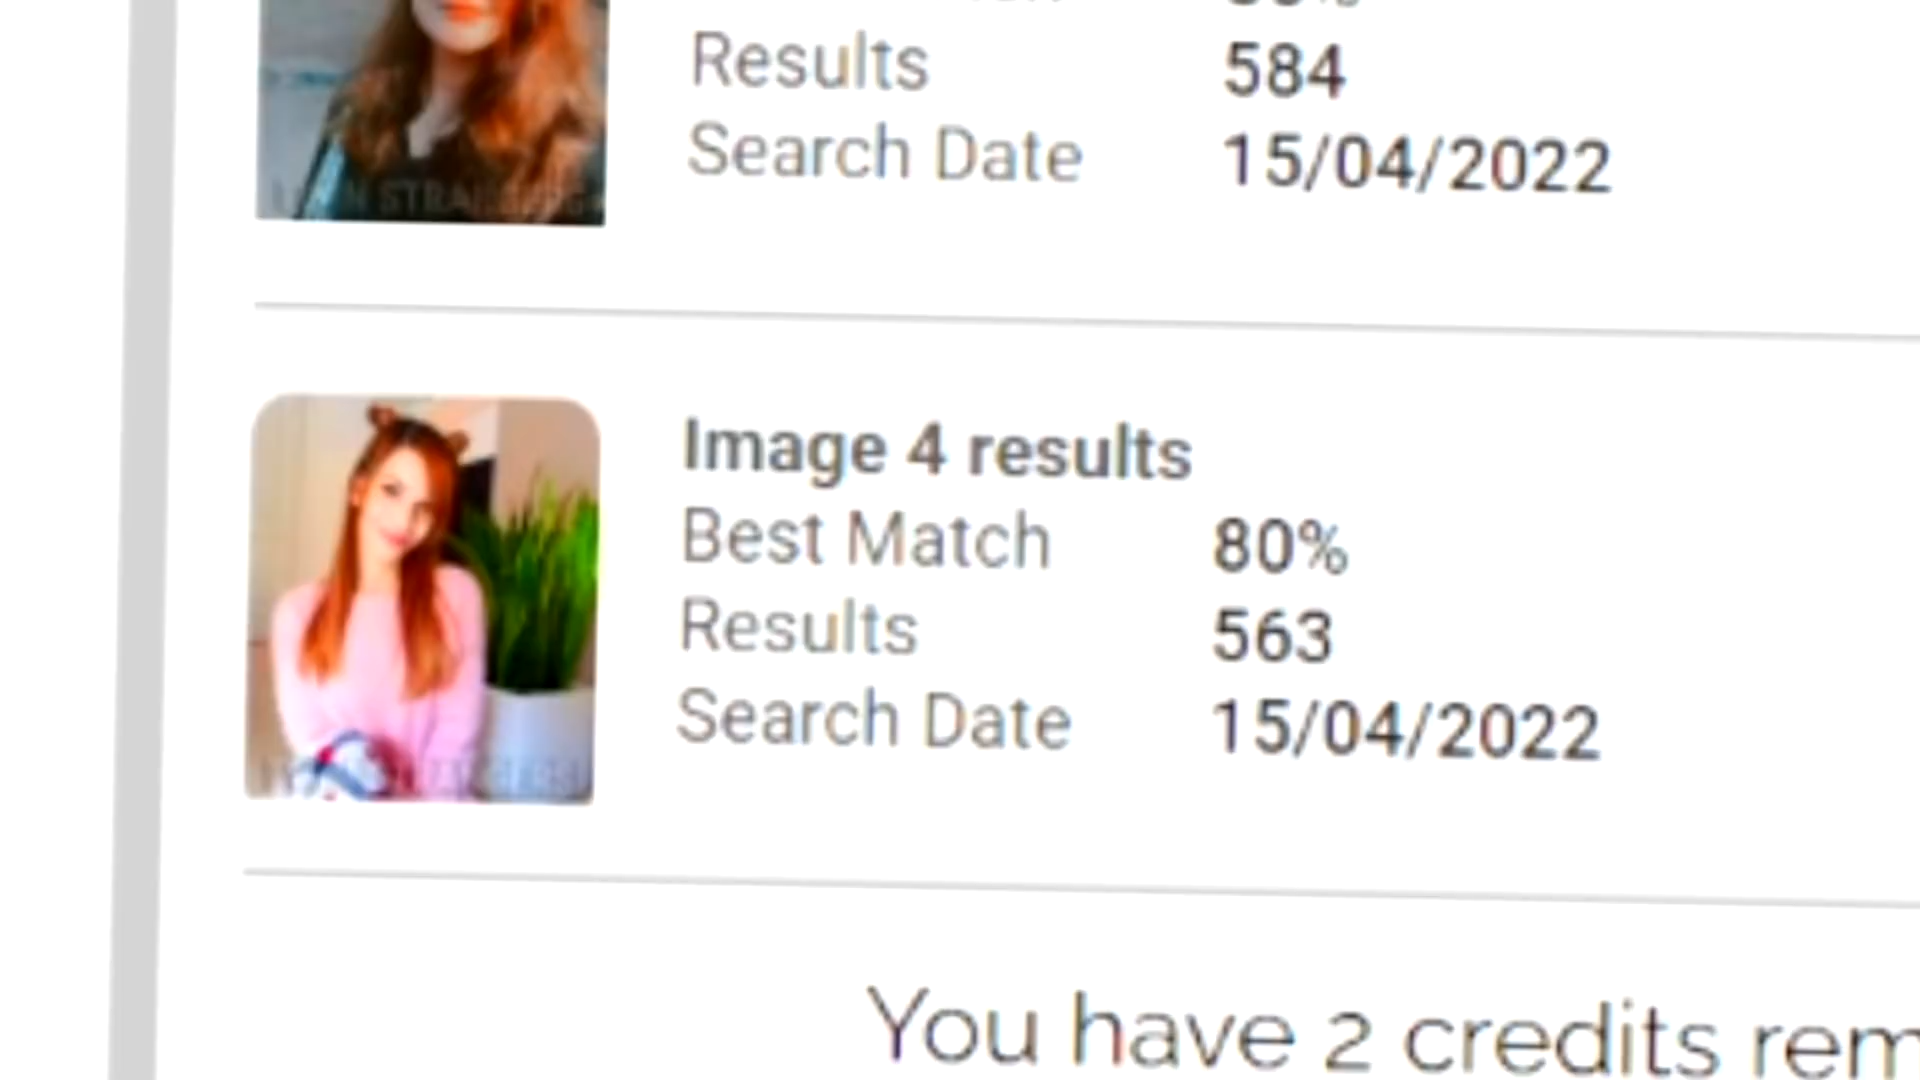 Results 584
Search Date 15/04/2022
Image 4 results
Best Match 80%
Results 563
Search Date 15/04/2022
You have 2 credits